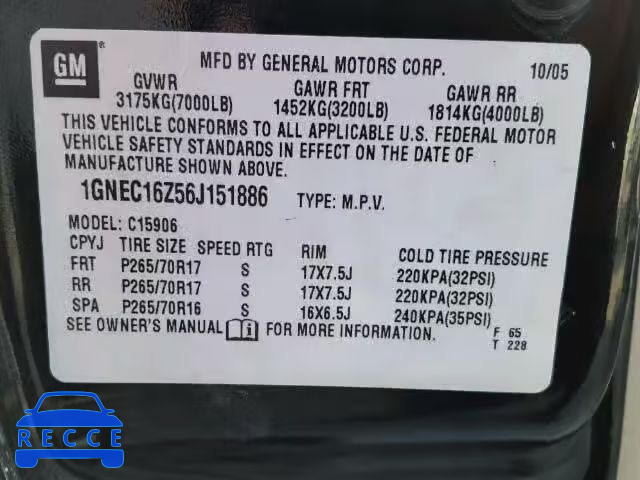 GM ®
MFD BY GENERAL MOTORS CORP. 10/05
GVWR GAWR FRT GAWR RR
3175KG(7000LB) 1452KG(3200LB) 1814KG(4000LB)
THIS VEHICLE CONFORMS TO ALL APPLICABLE U.S. FEDERAL MOTOR
VEHICLE SAFETY STANDARDS IN EFFECT ON THE DATE OF
MANUFACTURE SHOWN ABOVE.
1GNEC16Z56J151886 TYPE: M.P.V.
MODEL: C15906
CPYJ TIRE SIZE SPEED RTG RIM COLD TIRE PRESSURE
FRT P265/70R17 S 17X7.5J 220KPA(32PSI)
RR P265/70R17 S 17X7.5J 220KPA(32PSI)
SPA P265/70R16 S 16X6.5J 240KPA(35PSI)
SEE OWNER'S MANUAL i FOR MORE INFORMATION. F 65
T 228
RECCE